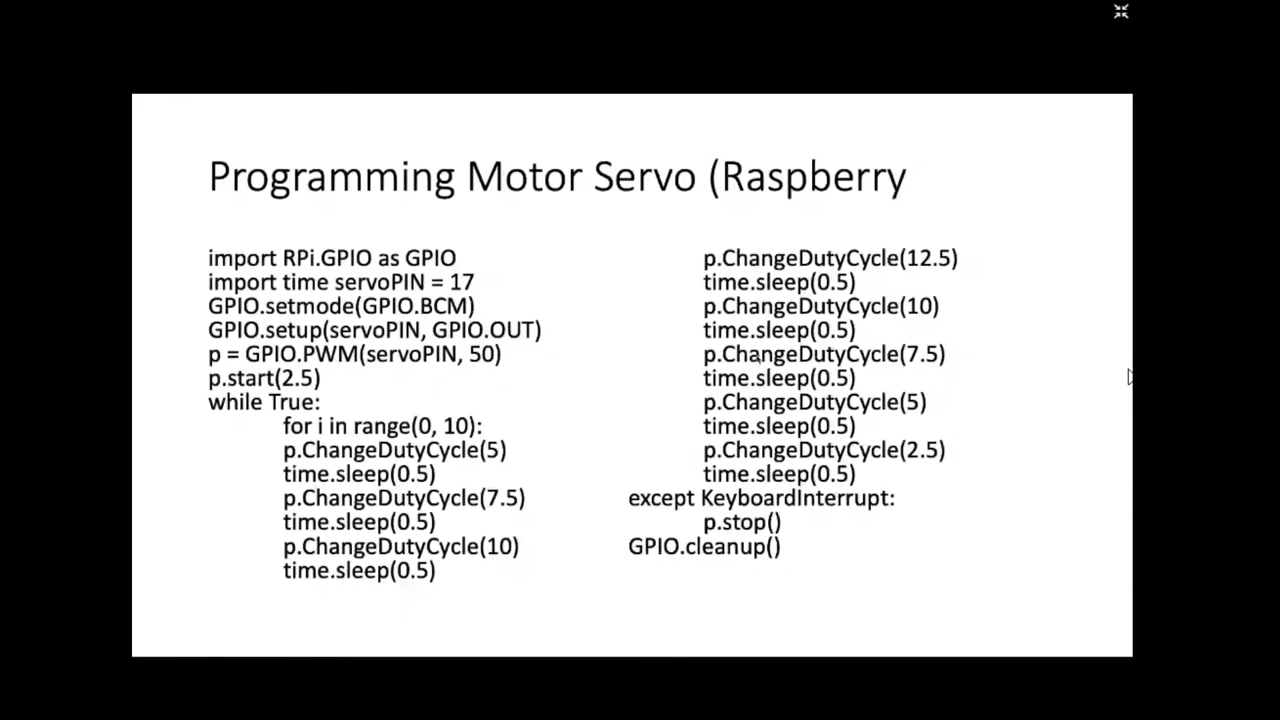 Programming Motor Servo (Raspberry
import RPi.GPIO as GPIO
import time servoPIN = 17
GPIO.setmode(GPIO.BCM)
GPIO.setup(servoPIN, GPIO.OUT)
p = GPIO.PWM(servoPIN, 50)
p.start(2.5)
while True:
for i in range(0, 10):
p.ChangeDutyCycle(5)
time.sleep(0.5)
p.ChangeDutyCycle(7.5)
time.sleep(0.5)
p.ChangeDutyCycle(10)
time.sleep(0.5)
p.ChangeDutyCycle(12.5)
time.sleep(0.5)
p.ChangeDutyCycle(10)
time.sleep(0.5)
p.ChangeDutyCycle(7.5)
time.sleep(0.5)
p.ChangeDutyCycle(5)
time.sleep(0.5)
p.ChangeDutyCycle(2.5)
time.sleep(0.5)
except KeyboardInterrupt:
p.stop()
GPIO.cleanup()